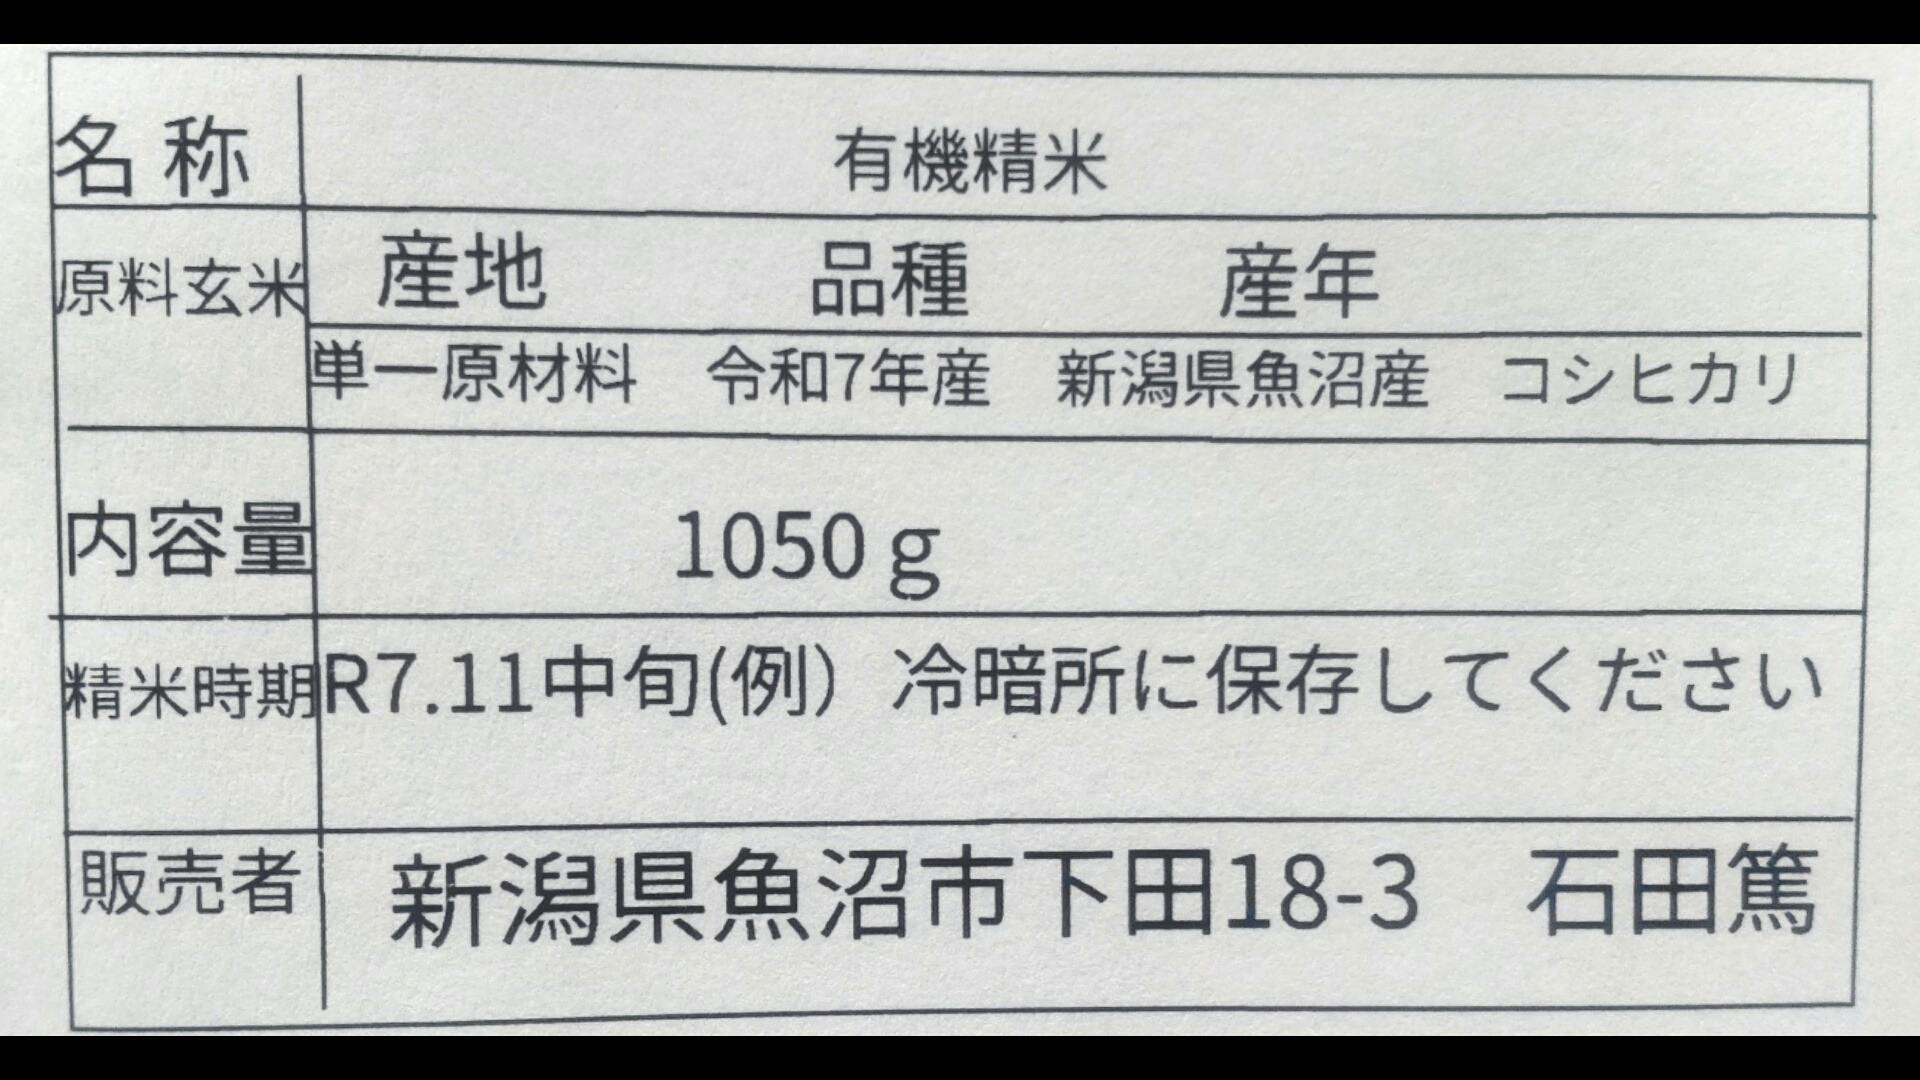 名称 有機精米
原料玄米 産地 品種 産年
単一原材料 令和7年産 新潟県魚沼産 コシヒカリ
内容量 1050 g
精米時期 R7.11中旬(例） 冷暗所に保存してください
販売者 新潟県魚沼市下田18-3 石田篤